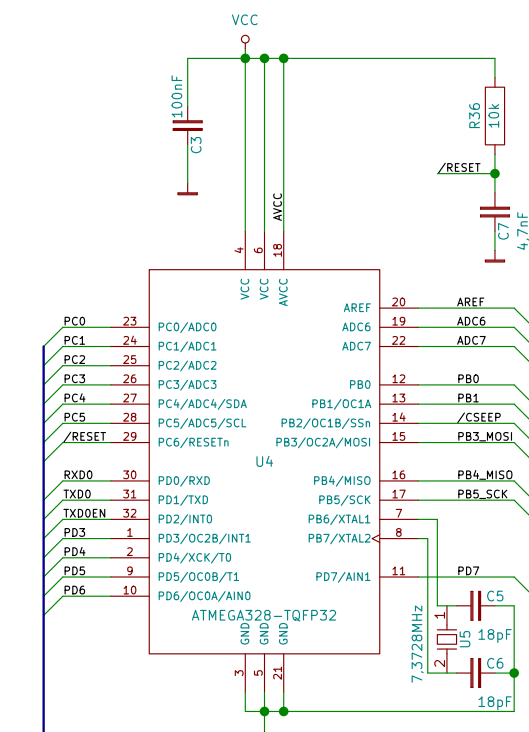 VCC
100nF
C3
R36
10k
/RESET
C7
4,7nF
AVCC
4
6
18
VCC
VCC
AVCC
PC0 23 PC0/ADC0
PC1 24 PC1/ADC1
PC2 25 PC2/ADC2
PC3 26 PC3/ADC3
PC4 27 PC4/ADC4/SDA
PC5 28 PC5/ADC5/SCL
/RESET 29 PC6/RESETn
RXD0 30 PD0/RXD
TXD0 31 PD1/TXD
TXD0EN 32 PD2/INT0
PD3 1 PD3/OC2B/INT1
PD4 2 PD4/XCK/T0
PD5 9 PD5/OC0B/T1
PD6 10 PD6/OC0A/AIN0
AREF 20 AREF
ADC6 19 ADC6
ADC7 22 ADC7
PB0 12 PB0
PB1/OC1A 13 PB1
PB2/OC1B/SSn 14 /CSEEP
PB3/OC2A/MOSI 15 PB3_MOSI
PB4/MISO 16 PB4_MISO
PB5/SCK 17 PB5_SCK
PB6/XTAL1 7
PB7/XTAL2 8
PD7/AIN1 11 PD7
U4
ATMEGA328-TQFP32
GND
GND
GND
3
5
21
7,3728MHz
1
2
U5
C5
18pF
C6
18pF